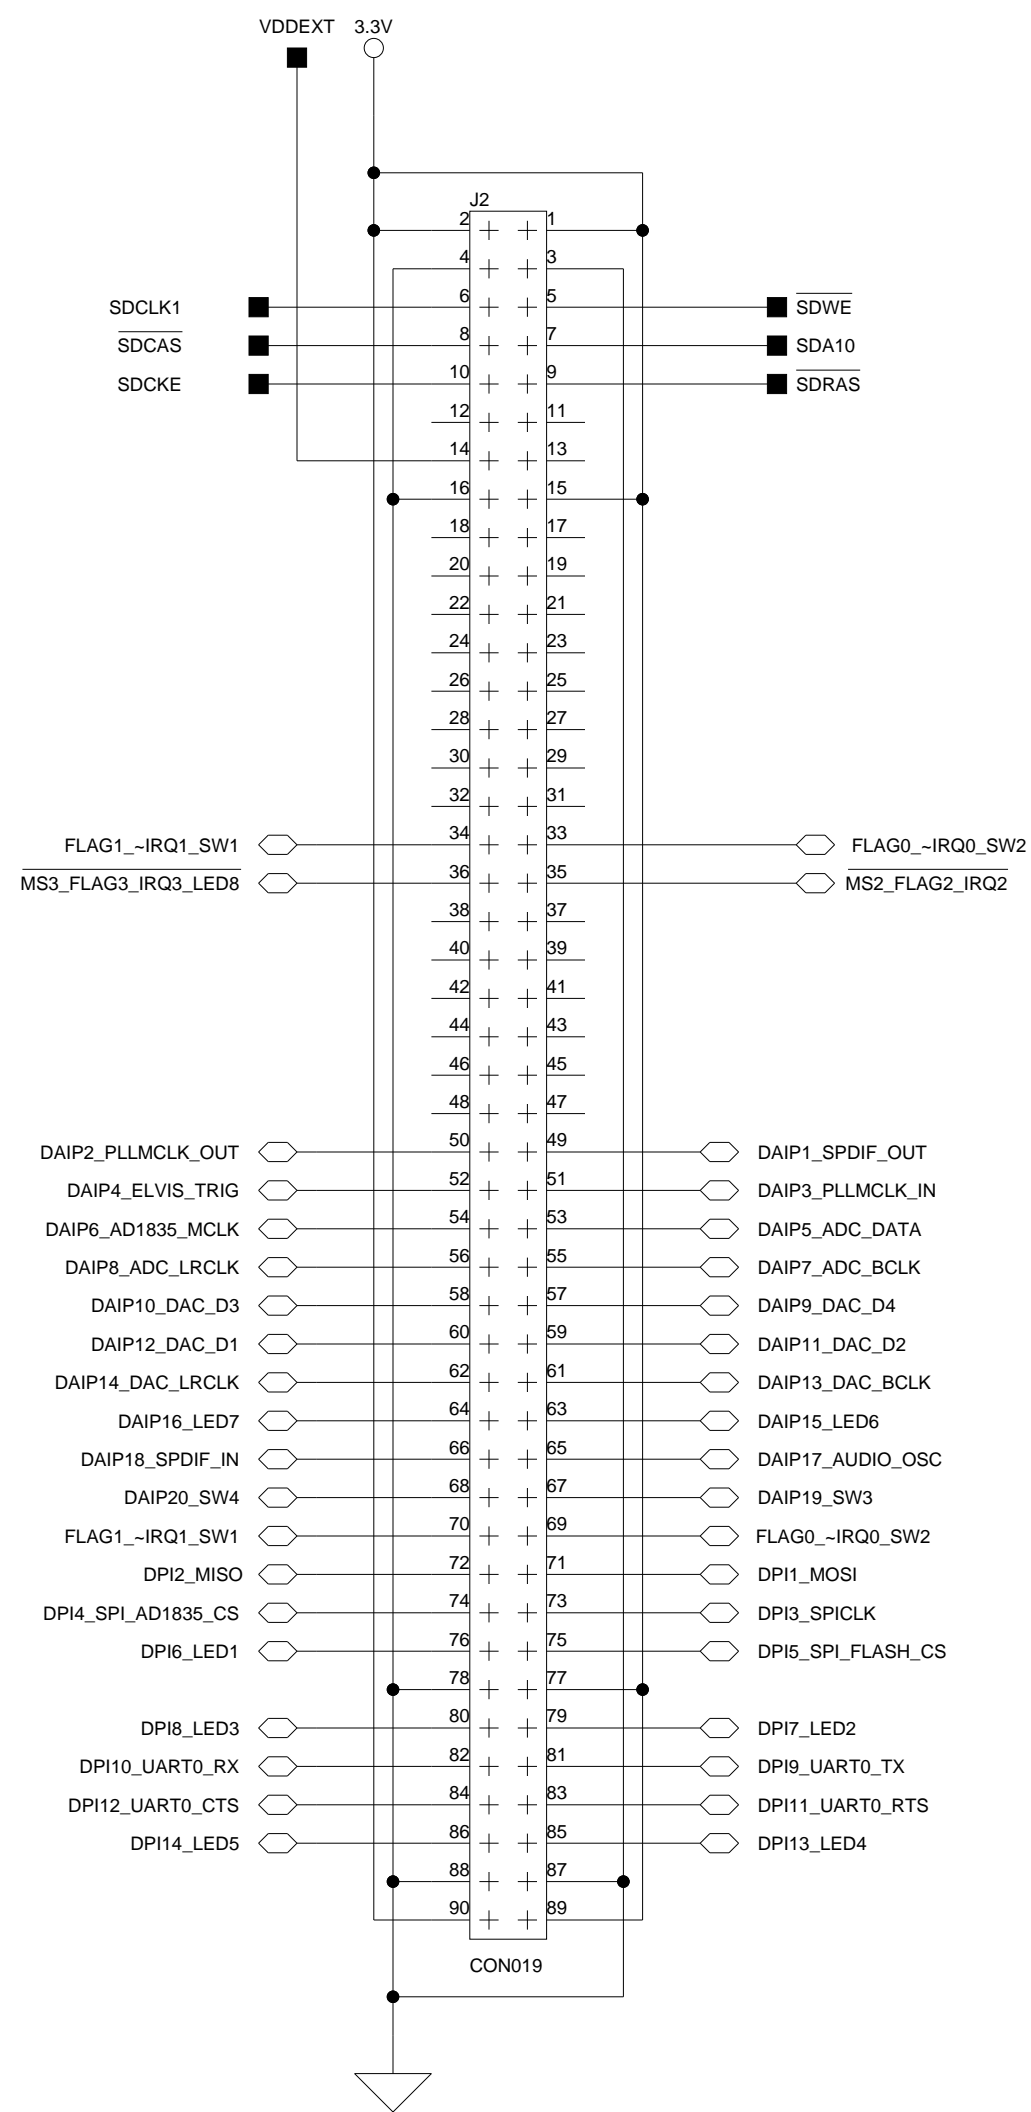 VDDEXT 3.3V
J2
2 1
4 3
SDCLK1 6 5 SDWE
SDCAS 8 7 SDA10
SDCKE 10 9 SDRAS
12 11
14 13
16 15
18 17
20 19
22 21
24 23
26 25
28 27
30 29
32 31
FLAG1_~IRQ1_SW1 34 33 FLAG0_~IRQ0_SW2
MS3_FLAG3_IRQ3_LED8 36 35 MS2_FLAG2_IRQ2
38 37
40 39
42 41
44 43
46 45
48 47
DAIP2_PLLMCLK_OUT 50 49 DAIP1_SPDIF_OUT
DAIP4_ELVIS_TRIG 52 51 DAIP3_PLLMCLK_IN
DAIP6_AD1835_MCLK 54 53 DAIP5_ADC_DATA
DAIP8_ADC_LRCLK 56 55 DAIP7_ADC_BCLK
DAIP10_DAC_D3 58 57 DAIP9_DAC_D4
DAIP12_DAC_D1 60 59 DAIP11_DAC_D2
DAIP14_DAC_LRCLK 62 61 DAIP13_DAC_BCLK
DAIP16_LED7 64 63 DAIP15_LED6
DAIP18_SPDIF_IN 66 65 DAIP17_AUDIO_OSC
DAIP20_SW4 68 67 DAIP19_SW3
FLAG1_~IRQ1_SW1 70 69 FLAG0_~IRQ0_SW2
DPI2_MISO 72 71 DPI1_MOSI
DPI4_SPI_AD1835_CS 74 73 DPI3_SPICLK
DPI6_LED1 76 75 DPI5_SPI_FLASH_CS
78 77
DPI8_LED3 80 79 DPI7_LED2
DPI10_UART0_RX 82 81 DPI9_UART0_TX
DPI12_UART0_CTS 84 83 DPI11_UART0_RTS
DPI14_LED5 86 85 DPI13_LED4
88 87
90 89
CON019